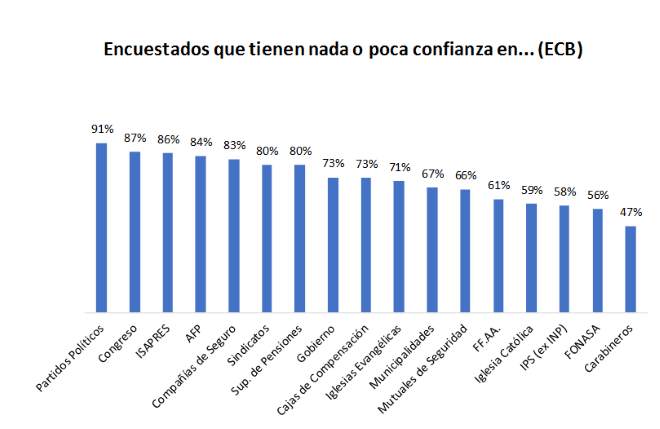 Encuestados que tienen nada o poca confianza en... (ECB)
91%
87%
86%
84%
83%
80%
80%
73%
73%
71%
67%
66%
61%
59%
58%
56%
47%
Partidos Políticos
Congreso
ISAPRES
AFP
Compañías de Seguro
Sindicatos
Sup. de Pensiones
Gobierno
Cajas de Compensación
Iglesias Evangélicas
Municipalidades
Mutuales de Seguridad
FF.AA.
Iglesia Católica
IPS (ex INP)
FONASA
Carabineros